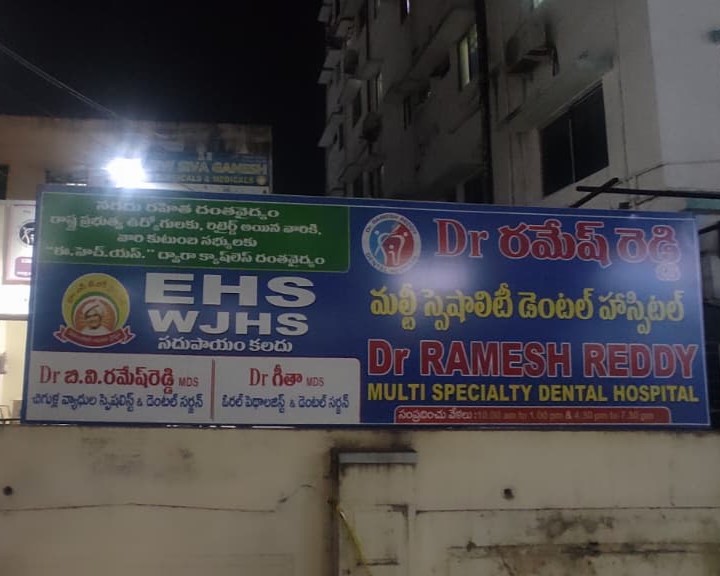 SIVA GANESH
నగదు రహిత దంతవైద్యం
రాష్ట్ర ప్రభుత్వ ఉద్యోగులకు, రిటైర్డ్ అయిన వారికి,
వారి కుటుంబ సభ్యులకు
"ఈ.హెచ్.యస్." ద్వారా క్యాష్‌లెస్ దంతవైద్యం
EHS
WJHS
సదుపాయం కలదు
Dr బి.వి.రమేష్‌రెడ్డి MDS
చిగుళ్ల వ్యాధుల స్పెషలిస్ట్ & డెంటల్ సర్జన్
Dr గీతా MDS
ఓరల్ పెథాలజిస్ట్ & డెంటల్ సర్జన్
Dr రమేష్ రెడ్డి
మల్టీ స్పెషాలిటీ డెంటల్ హాస్పిటల్
Dr RAMESH REDDY
MULTI SPECIALTY DENTAL HOSPITAL
సంప్రదించు వేళలు :10.00 am to 1.00 pm & 4.30 pm to 7.30 pm